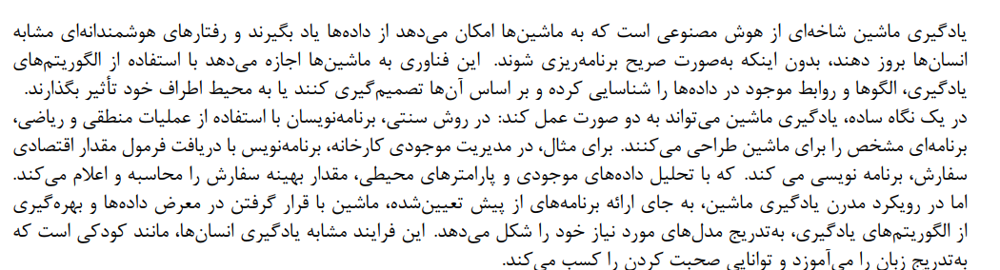 یادگیری ماشین شاخه‌ای از هوش مصنوعی است که به ماشین‌ها امکان می‌دهد از داده‌ها یاد بگیرند و رفتارهای هوشمندانه‌ای مشابه
انسان‌ها بروز دهند، بدون اینکه به‌صورت صریح برنامه‌ریزی شوند. این فناوری به ماشین‌ها اجازه می‌دهد با استفاده از الگوریتم‌های
یادگیری، الگوها و روابط موجود در داده‌ها را شناسایی کرده و بر اساس آن‌ها تصمیم‌گیری کنند یا به محیط اطراف خود تأثیر بگذارند.
در یک نگاه ساده، یادگیری ماشین می‌تواند به دو صورت عمل کند: در روش سنتی، برنامه‌نویسان با استفاده از عملیات منطقی و ریاضی،
برنامه‌ای مشخص را برای ماشین طراحی می‌کنند. برای مثال، در مدیریت موجودی کارخانه، برنامه‌نویس با دریافت فرمول مقدار اقتصادی
سفارش، برنامه نویسی می کند. که با تحلیل داده‌های موجودی و پارامترهای محیطی، مقدار بهینه سفارش را محاسبه و اعلام می‌کند.
اما در رویکرد مدرن یادگیری ماشین، به جای ارائه برنامه‌های از پیش تعیین‌شده، ماشین با قرار گرفتن در معرض داده‌ها و بهره‌گیری
از الگوریتم‌های یادگیری، به‌تدریج مدل‌های مورد نیاز خود را شکل می‌دهد. این فرایند مشابه یادگیری انسان‌ها، مانند کودکی است که
به‌تدریج زبان را می‌آموزد و توانایی صحبت کردن را کسب می‌کند.